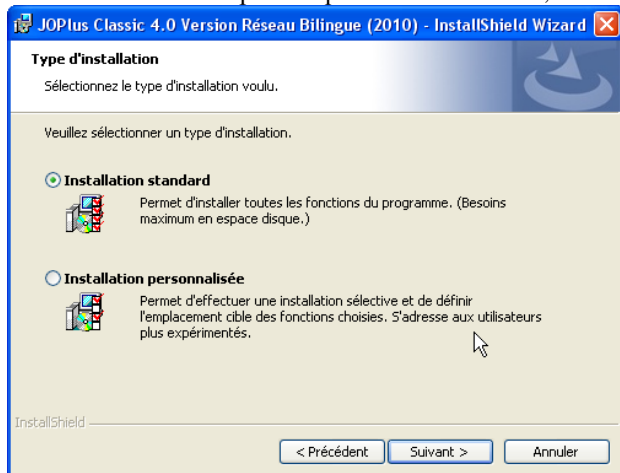 JOPlus Classic 4.0 Version Réseau Bilingue (2010) - InstallShield Wizard
Type d'installation
Sélectionnez le type d'installation voulu.
Veuillez sélectionner un type d'installation.
Installation standard
Permet d'installer toutes les fonctions du programme. (Besoins
maximum en espace disque.)
Installation personnalisée
Permet d'effectuer une installation sélective et de définir
l'emplacement cible des fonctions choisies. S'adresse aux utilisateurs
plus expérimentés.
InstallShield
< Précédent Suivant > Annuler